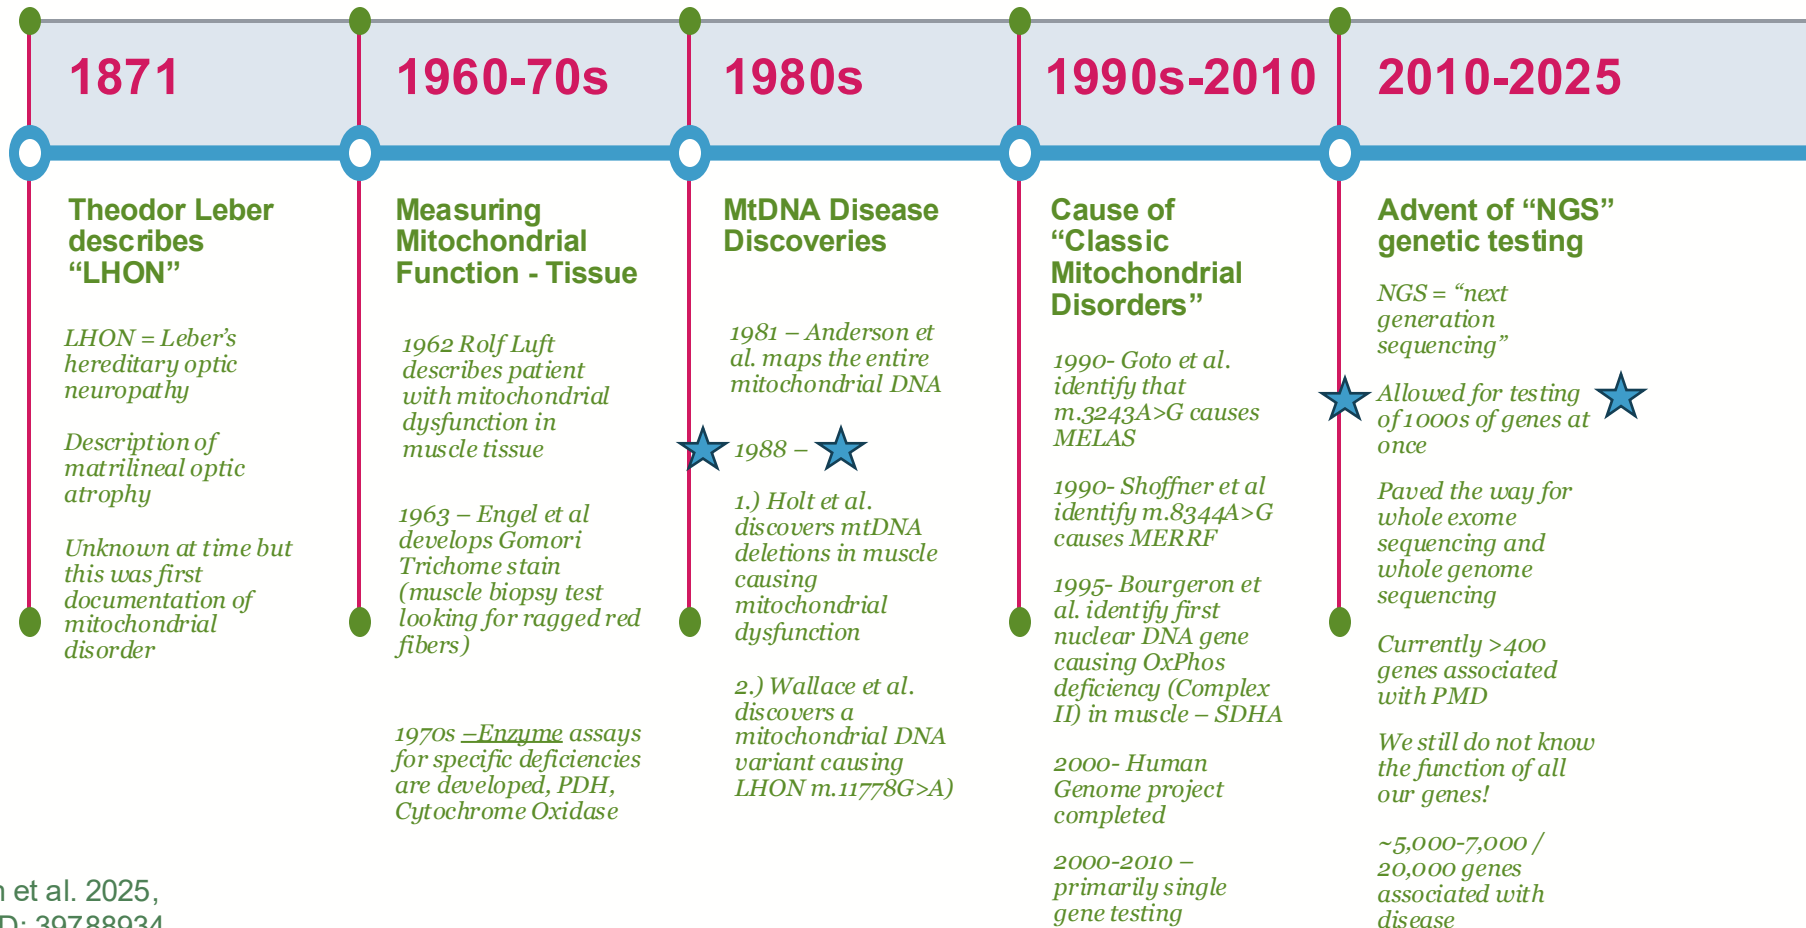 1871
Theodor Leber
describes
“LHON”
LHON = Leber’s
hereditary optic
neuropathy
Description of
matrilineal optic
atrophy
Unknown at time but
this was first
documentation of
mitochondrial
disorder
1960-70s
Measuring
Mitochondrial
Function - Tissue
1962 Rolf Luft
describes patient
with mitochondrial
dysfunction in
muscle tissue
1963 – Engel et al
develops Gomori
Trichome stain
(muscle biopsy test
looking for ragged red
fibers)
1970s –Enzyme assays
for specific deficiencies
are developed, PDH,
Cytochrome Oxidase
1980s
MtDNA Disease
Discoveries
1981 – Anderson et
al. maps the entire
mitochondrial DNA
1988 –
1.) Holt et al.
discovers mtDNA
deletions in muscle
causing
mitochondrial
dysfunction
2.) Wallace et al.
discovers a
mitochondrial DNA
variant causing
LHON m.11778G>A)
1990s-2010
Cause of
“Classic
Mitochondrial
Disorders”
1990- Goto et al.
identify that
m.3243A>G causes
MELAS
1990- Shoffner et al
identify m.8344A>G
causes MERRF
1995- Bourgeron et
al. identify first
nuclear DNA gene
causing OxPhos
deficiency (Complex
II) in muscle – SDHA
2000- Human
Genome project
completed
2000-2010 –
primarily single
gene testing
2010-2025
Advent of “NGS”
genetic testing
NGS = “next
generation
sequencing”
Allowed for testing
of 1000s of genes at
once
Paved the way for
whole exome
sequencing and
whole genome
sequencing
Currently >400
genes associated
with PMD
We still do not know
the function of all
our genes!
~5,000-7,000 /
20,000 genes
associated with
disease
et al. 2025,
39788934